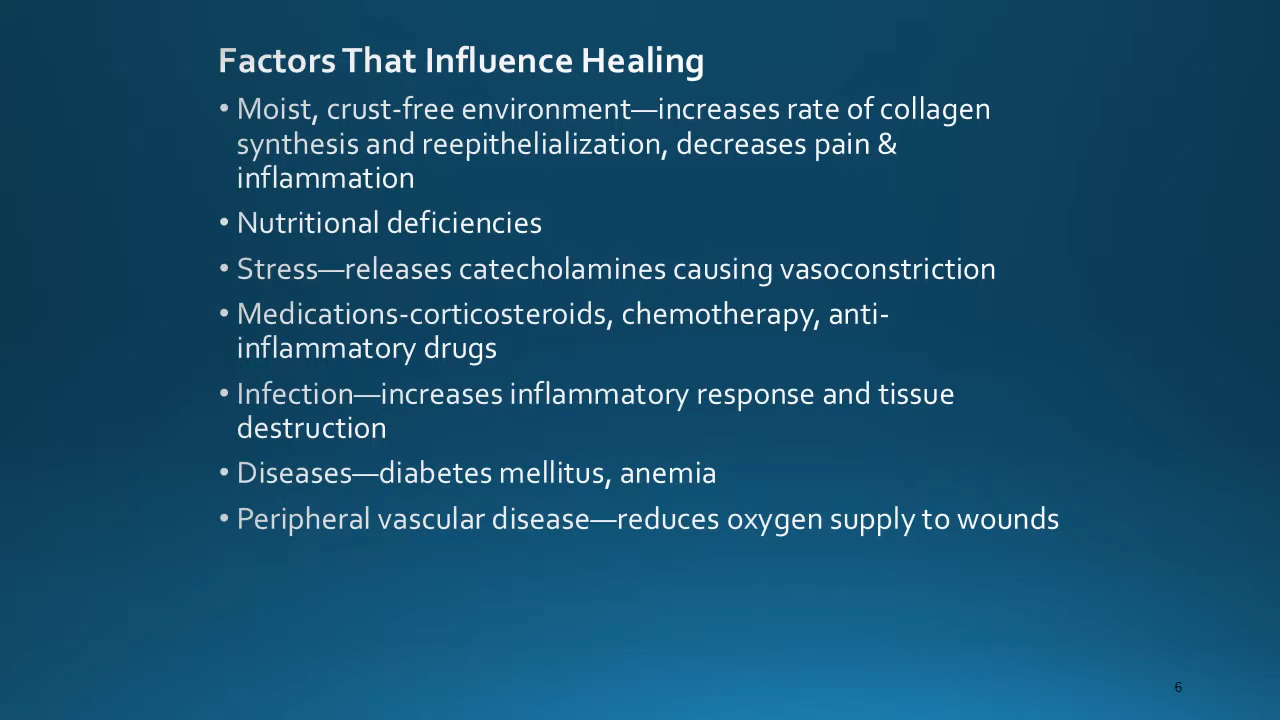 Factors That Influence Healing
• Moist, crust-free environment—increases rate of collagen
synthesis and reepithelialization, decreases pain &
inflammation
• Nutritional deficiencies
• Stress—releases catecholamines causing vasoconstriction
• Medications-corticosteroids, chemotherapy, anti-
inflammatory drugs
• Infection—increases inflammatory response and tissue
destruction
• Diseases—diabetes mellitus, anemia
• Peripheral vascular disease—reduces oxygen supply to wounds
6